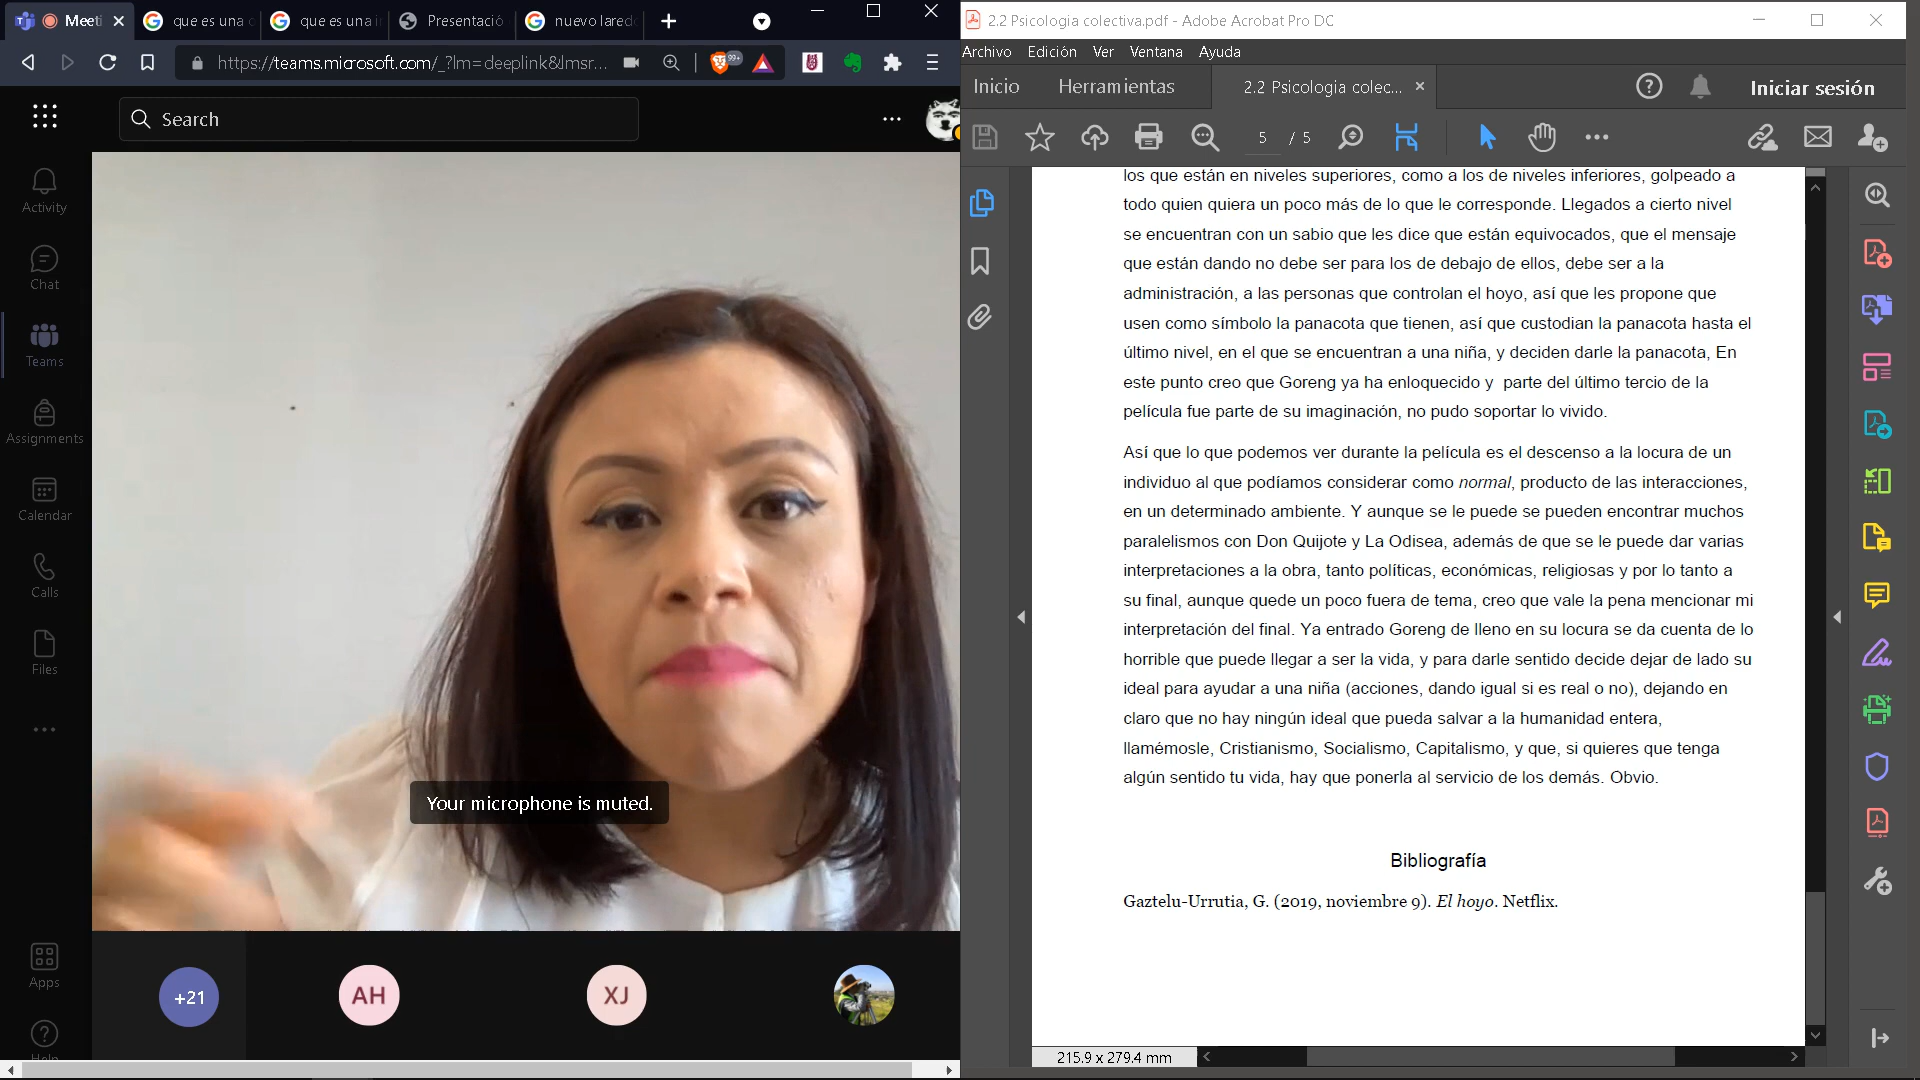 Meeti
que es una c
que es una i
Presentació
nuevo lared
https://teams.microsoft.com/_?lm=deeplink&lmsr...
99+
Search
Activity
Chat
Teams
Assignments
Calendar
Calls
Files
Apps
Help
Your microphone is muted.
+21
AH
XJ
2.2 Psicologia colectiva.pdf - Adobe Acrobat Pro DC
Archivo Edición Ver Ventana Ayuda
Inicio Herramientas 2.2 Psicologia colec... Iniciar sesión
5 / 5
los que están en niveles superiores, como a los de niveles inferiores, golpeado a
todo quien quiera un poco más de lo que le corresponde. Llegados a cierto nivel
se encuentran con un sabio que les dice que están equivocados, que el mensaje
que están dando no debe ser para los de debajo de ellos, debe ser a la
administración, a las personas que controlan el hoyo, así que les propone que
usen como símbolo la panacota que tienen, así que custodian la panacota hasta el
último nivel, en el que se encuentran a una niña, y deciden darle la panacota, En
este punto creo que Goreng ya ha enloquecido y  parte del último tercio de la
película fue parte de su imaginación, no pudo soportar lo vivido.
Así que lo que podemos ver durante la película es el descenso a la locura de un
individuo al que podíamos considerar como normal, producto de las interacciones,
en un determinado ambiente. Y aunque se le puede se pueden encontrar muchos
paralelismos con Don Quijote y La Odisea, además de que se le puede dar varias
interpretaciones a la obra, tanto políticas, económicas, religiosas y por lo tanto a
su final, aunque quede un poco fuera de tema, creo que vale la pena mencionar mi
interpretación del final. Ya entrado Goreng de lleno en su locura se da cuenta de lo
horrible que puede llegar a ser la vida, y para darle sentido decide dejar de lado su
ideal para ayudar a una niña (acciones, dando igual si es real o no), dejando en
claro que no hay ningún ideal que pueda salvar a la humanidad entera,
llamémosle, Cristianismo, Socialismo, Capitalismo, y que, si quieres que tenga
algún sentido tu vida, hay que ponerla al servicio de los demás. Obvio.
Bibliografía
Gaztelu-Urrutia, G. (2019, noviembre 9). El hoyo. Netflix.
215.9 x 279.4 mm